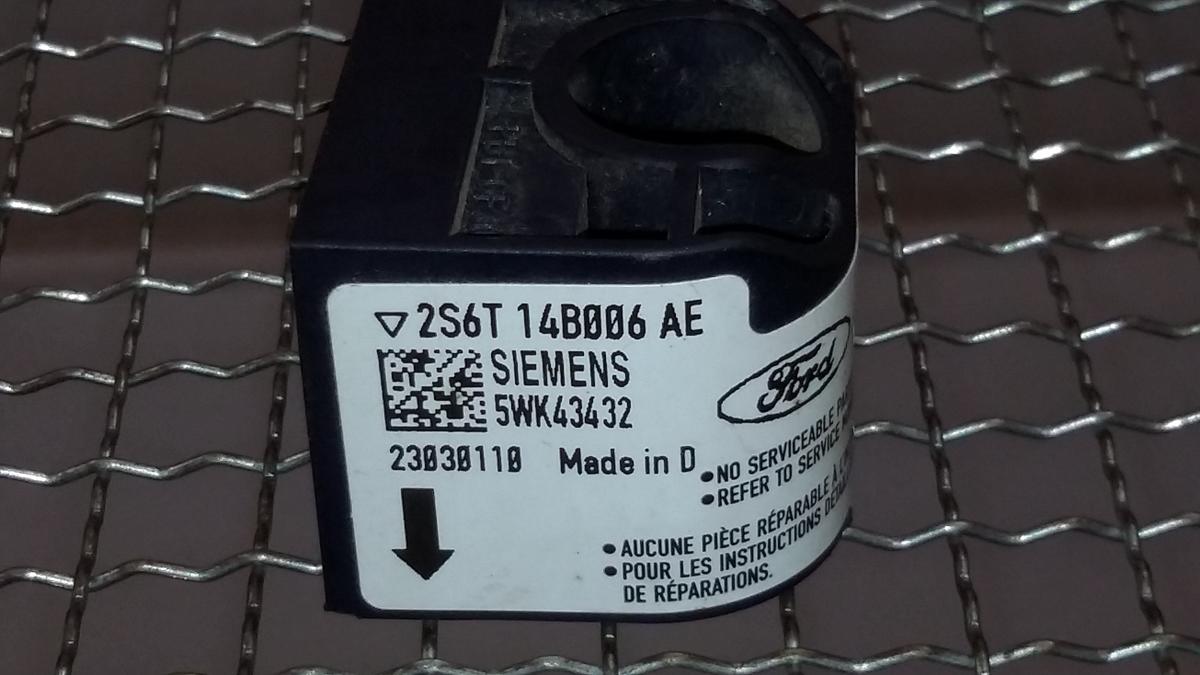 ▽2S6T 14B006 AE
SIEMENS
5WK43432
23030110 Made in D
Ford
•NO SERVICEABLE
•REFER TO SERVICE
•AUCUNE PIÈCE RÉPARABLE À
•POUR LES INSTRUCTIONS
DE RÉPARATIONS.